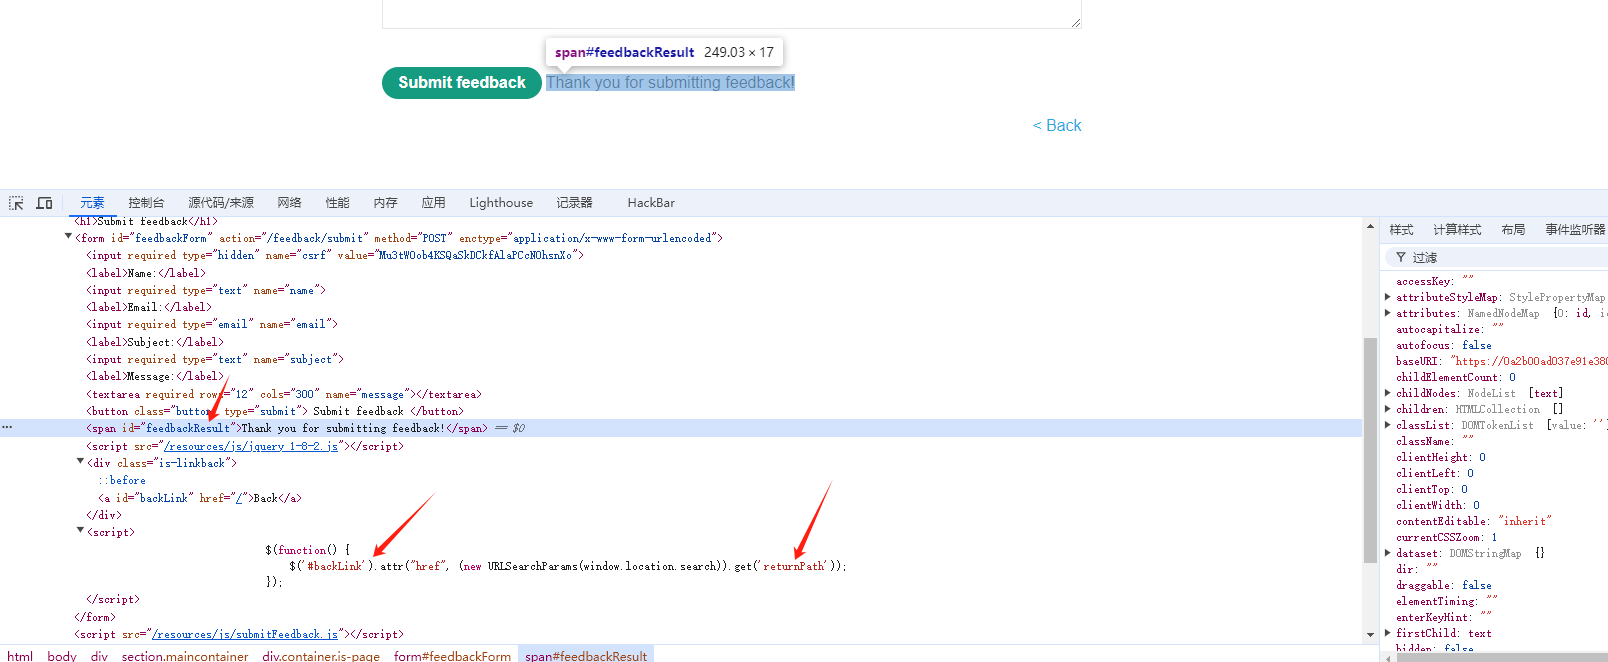 span#feedbackResult 249.03 × 17
Submit feedback Thank you for submitting feedback!
< Back
元素 控制台 源代码/来源 网络 性能 内存 应用 Lighthouse 记录器 HackBar
<h1>Submit feedback</h1>
<form id="feedbackForm" action="/feedback/submit" method="POST" enctype="application/x-www-form-urlencoded">
<input required type="hidden" name="csrf" value="Mu3tWOob4KSQaSkDCkfAlaPCcNOhsnXo">
<label>Name:</label>
<input required type="text" name="name">
<label>Email:</label>
<input required type="email" name="email">
<label>Subject:</label>
<input required type="text" name="subject">
<label>Message:</label>
<textarea required rows="12" cols="300" name="message"></textarea>
<button class="button" type="submit"> Submit feedback </button>
<span id="feedbackResult">Thank you for submitting feedback!</span> == $0
<script src="/resources/js/jquery_1-8-2.js"></script>
<div class="is-linkback">
::before
<a id="backLink" href="/">Back</a>
</div>
<script>
$(function() {
$('#backLink').attr("href", (new URLSearchParams(window.location.search)).get('returnPath'));
});
</script>
</form>
<script src="/resources/js/submitFeedback.js"></script>
html body div section.maincontainer div.container.is-page form#feedbackForm span#feedbackResult
样式 计算样式 布局 事件监听器
过滤
accessKey: ""
attributeStyleMap: StylePropertyMap
attributes: NamedNodeMap {0: id, i
autocapitalize: ""
autofocus: false
baseURI: "https://0a2b00ad037e91e380
childElementCount: 0
childNodes: NodeList [text]
children: HTMLCollection []
classList: DOMTokenList [value: '']
className: ""
clientHeight: 0
clientLeft: 0
clientTop: 0
clientWidth: 0
contentEditable: "inherit"
currentCSSZoom: 1
dataset: DOMStringMap {}
dir: ""
draggable: false
elementTiming: ""
enterKeyHint: ""
firstChild: text
hidden: false